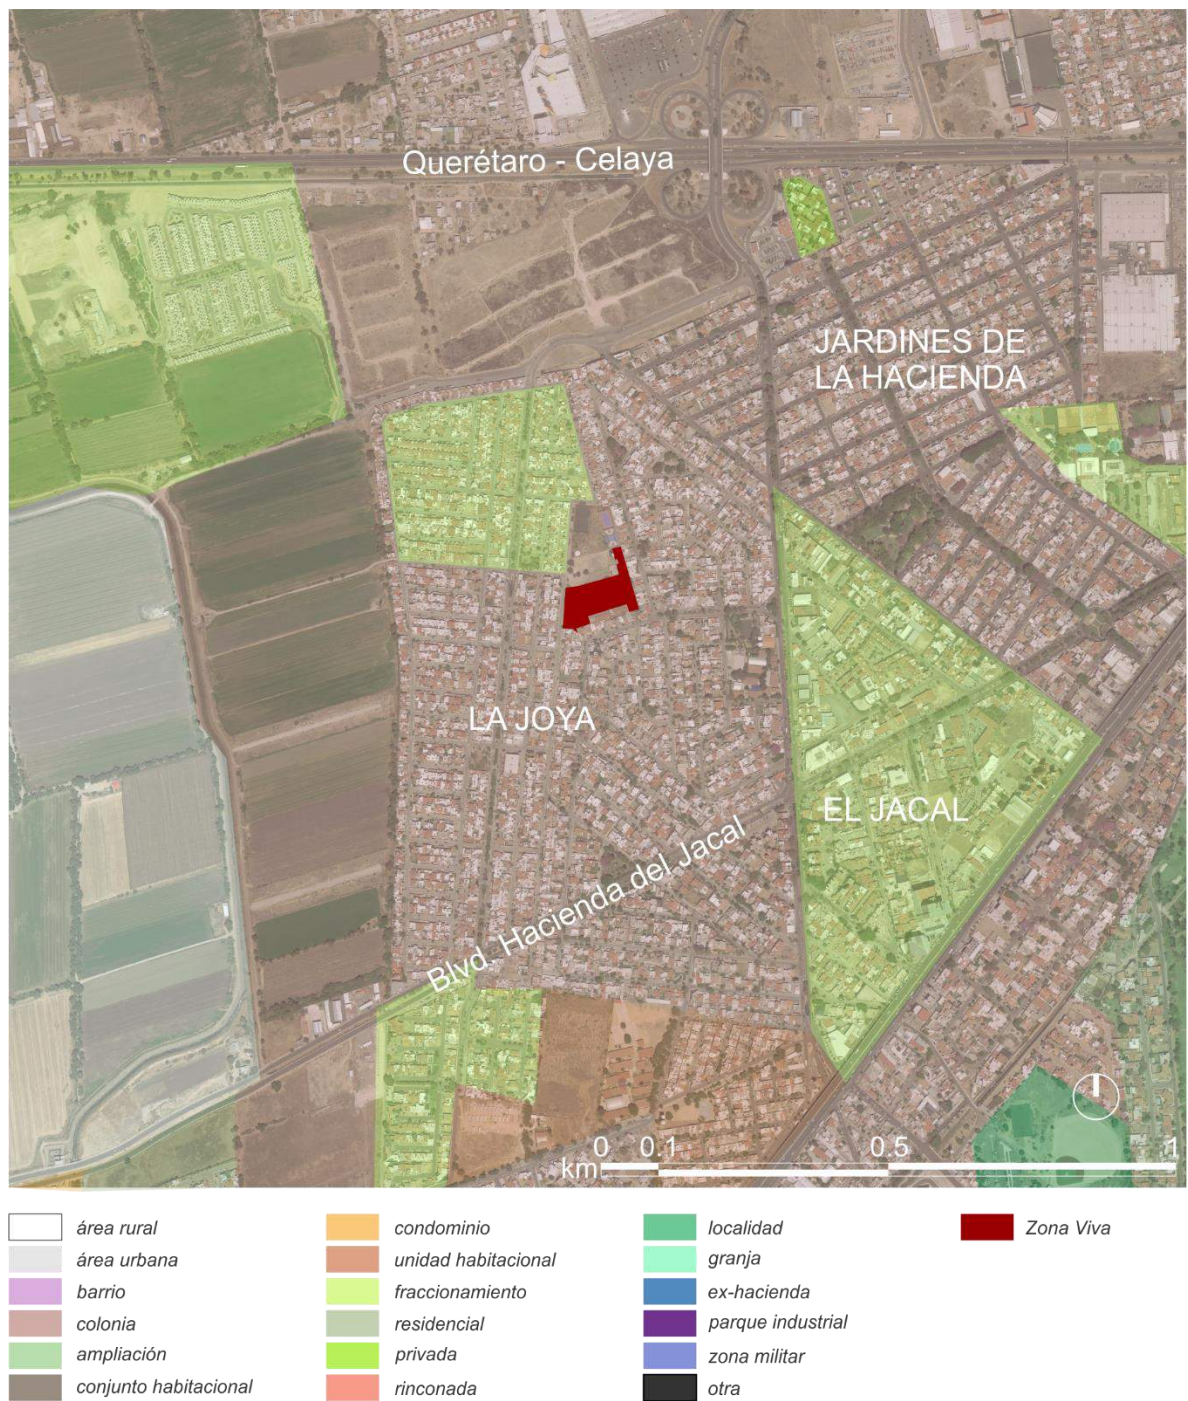 Querétaro - Celaya
JARDINES DE
LA HACIENDA
LA JOYA
EL JACAL
Blvd. Hacienda del Jacal
0 0.1 0.5 1
km
área rural
área urbana
barrio
colonia
ampliación
conjunto habitacional
condominio
unidad habitacional
fraccionamiento
residencial
privada
rinconada
localidad
granja
ex-hacienda
parque industrial
zona militar
otra
Zona Viva